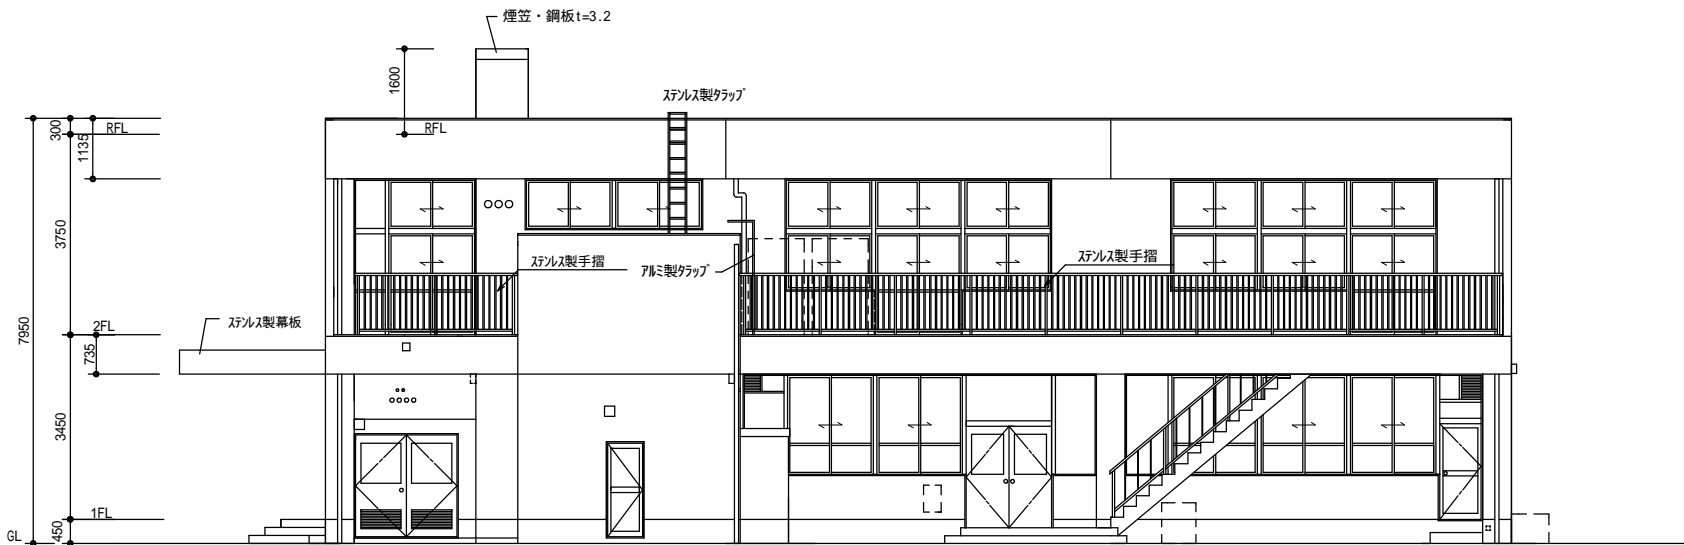 煙笠・鋼板t=3.2
1600
ステンレス製タラップ
300
RFL
RFL
1135
3750
ステンレス製手摺
アルミ製タラップ
ステンレス製手摺
7950
ステンレス製幕板
2FL
735
3450
1FL
450
GL